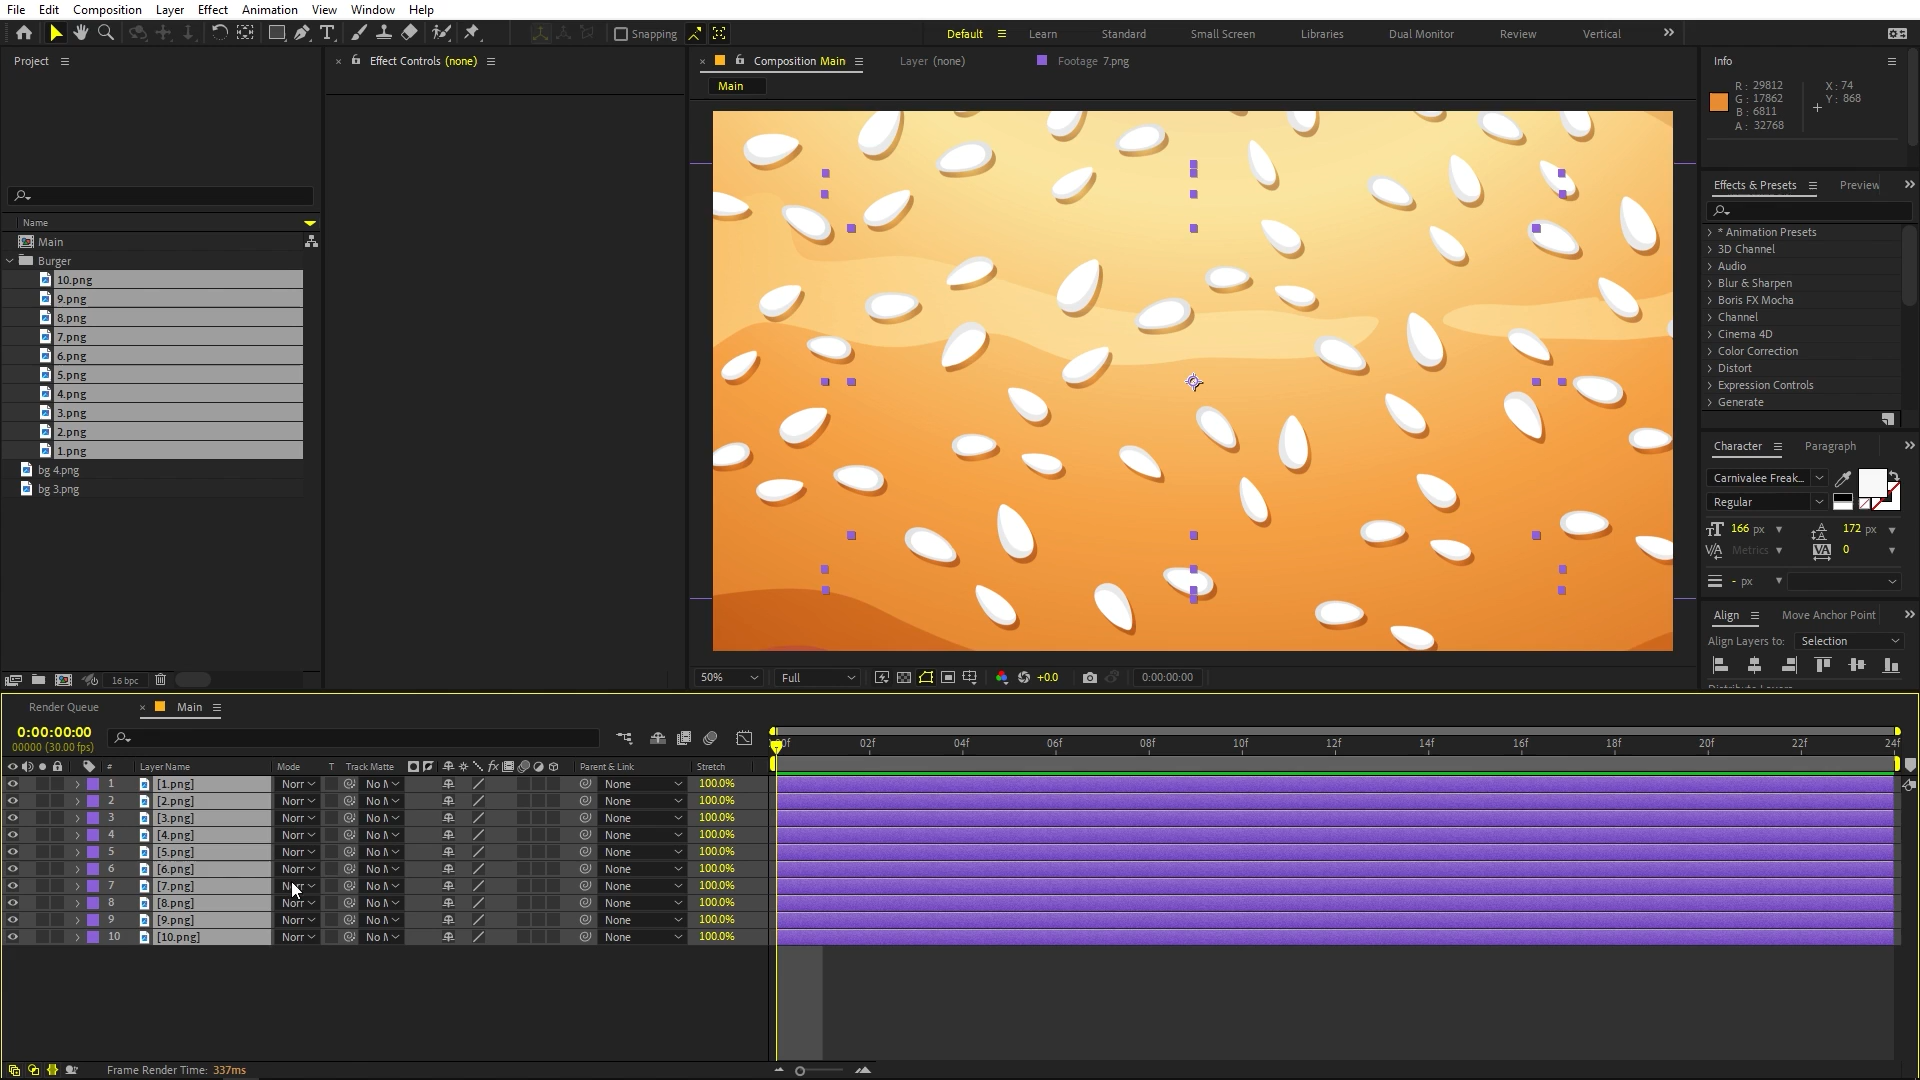 File Edit Composition Layer Effect Animation View Window Help
Snapping Default Learn Standard Small Screen Libraries Dual Monitor Review Vertical
Project
Name
Main
Burger
10.png
9.png
8.png
7.png
6.png
5.png
4.png
3.png
2.png
1.png
bg 4.png
bg 3.png
16 bpc
Effect Controls (none)
Composition Main Layer (none) Footage 7.png
Main
50% Full +0.0 0:00:00:00
Info
R: 29812 X: 74
G: 17862 Y: 868
B: 6811
A: 32768
Effects & Presets Preview
* Animation Presets
3D Channel
Audio
Blur & Sharpen
Boris FX Mocha
Channel
Cinema 4D
Color Correction
Distort
Expression Controls
Generate
Character Paragraph
Carnivalee Freak...
Regular
166 px 172 px
Metrics 0
- px
Align Move Anchor Point
Align Layers to: Selection
Render Queue Main
0:00:00:00
00000 (30.00 fps)
02f 04f 06f 08f 10f 12f 14f 16f 18f 20f 22f 24f
# Layer Name Mode T Track Matte fx Parent & Link Stretch
1 [1.png] Norr No M None 100.0%
2 [2.png] Norr No M None 100.0%
3 [3.png] Norr No M None 100.0%
4 [4.png] Norr No M None 100.0%
5 [5.png] Norr No M None 100.0%
6 [6.png] Norr No M None 100.0%
7 [7.png] Norr No M None 100.0%
8 [8.png] Norr No M None 100.0%
9 [9.png] Norr No M None 100.0%
10 [10.png] Norr No M None 100.0%
Frame Render Time: 337ms